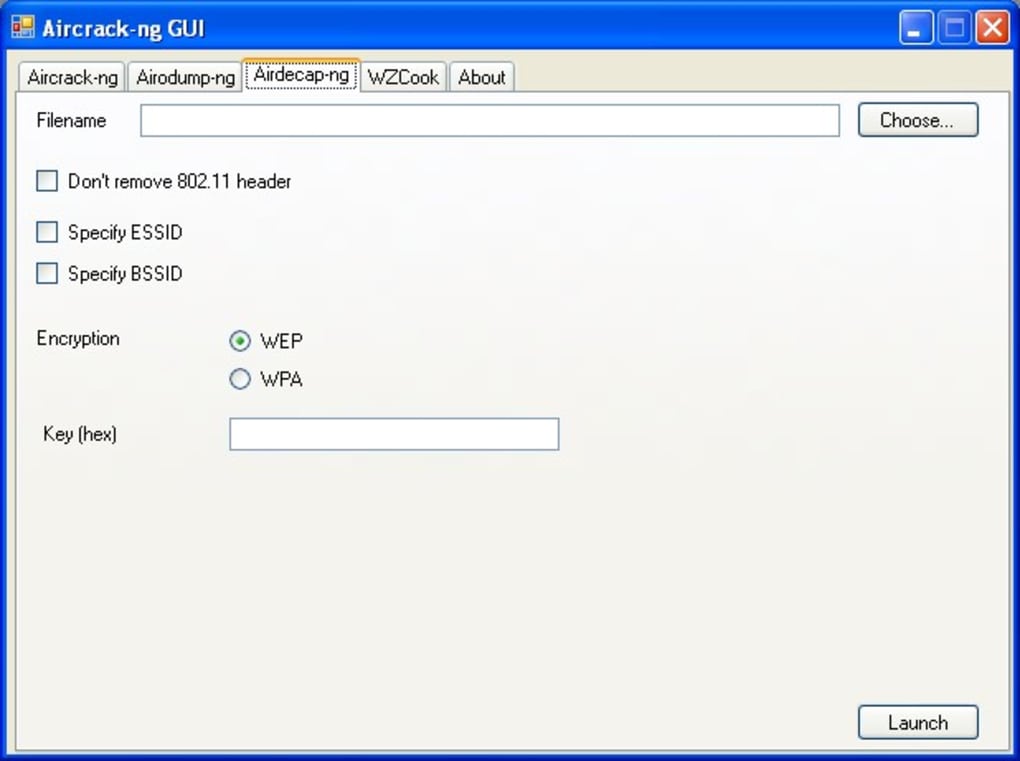 Aircrack-ng GUI
Aircrack-ng Airodump-ng Airdecap-ng WZCook About
Filename Choose...
Don't remove 802.11 header
Specify ESSID
Specify BSSID
Encryption WEP
WPA
Key (hex)
Launch